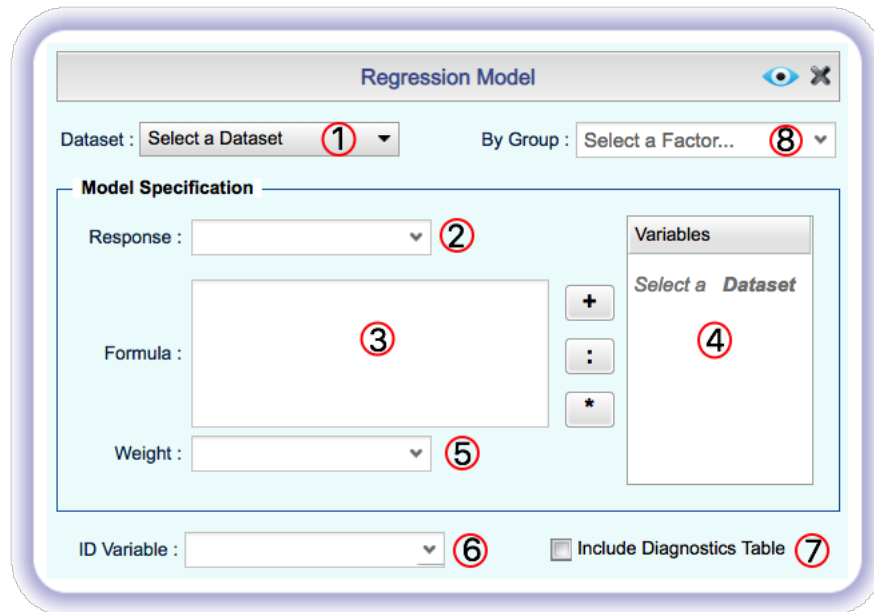 Regression Model
Dataset : Select a Dataset ① By Group : Select a Factor... ⑧
Model Specification
Response : ② Variables
Select a Dataset
+
Formula : ③ : ④
*
Weight : ⑤
ID Variable : ⑥ Include Diagnostics Table ⑦